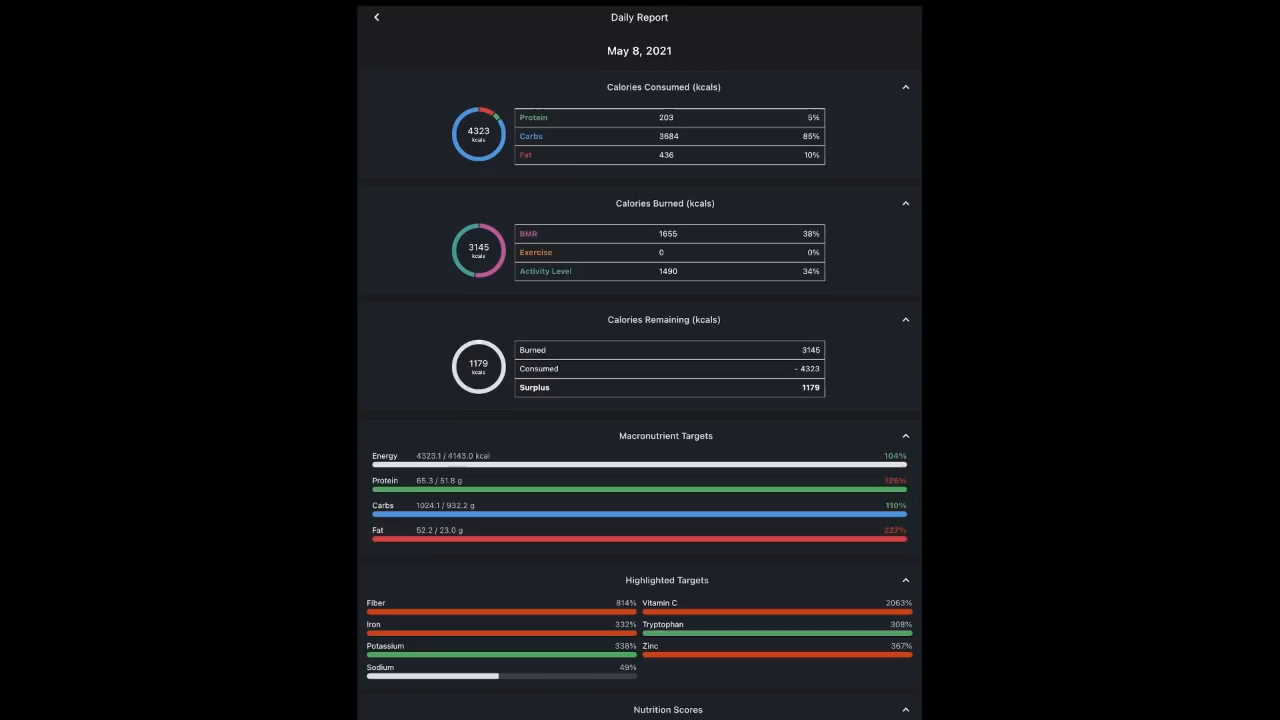 Daily Report
May 8, 2021
Calories Consumed (kcals)
4323
kcals
Protein 203 5%
Carbs 3684 85%
Fat 436 10%
Calories Burned (kcals)
3145
kcals
BMR 1655 38%
Exercise 0 0%
Activity Level 1490 34%
Calories Remaining (kcals)
1179
kcals
Burned 3145
Consumed - 4323
Surplus 1179
Macronutrient Targets
Energy 4323.1 / 4143.0 kcal 104%
Protein 65.3 / 51.8 g 126%
Carbs 1024.1 / 932.2 g 110%
Fat 52.2 / 23.0 g 227%
Highlighted Targets
Fiber 814% Vitamin C 2063%
Iron 332% Tryptophan 308%
Potassium 338% Zinc 367%
Sodium 49%
Nutrition Scores